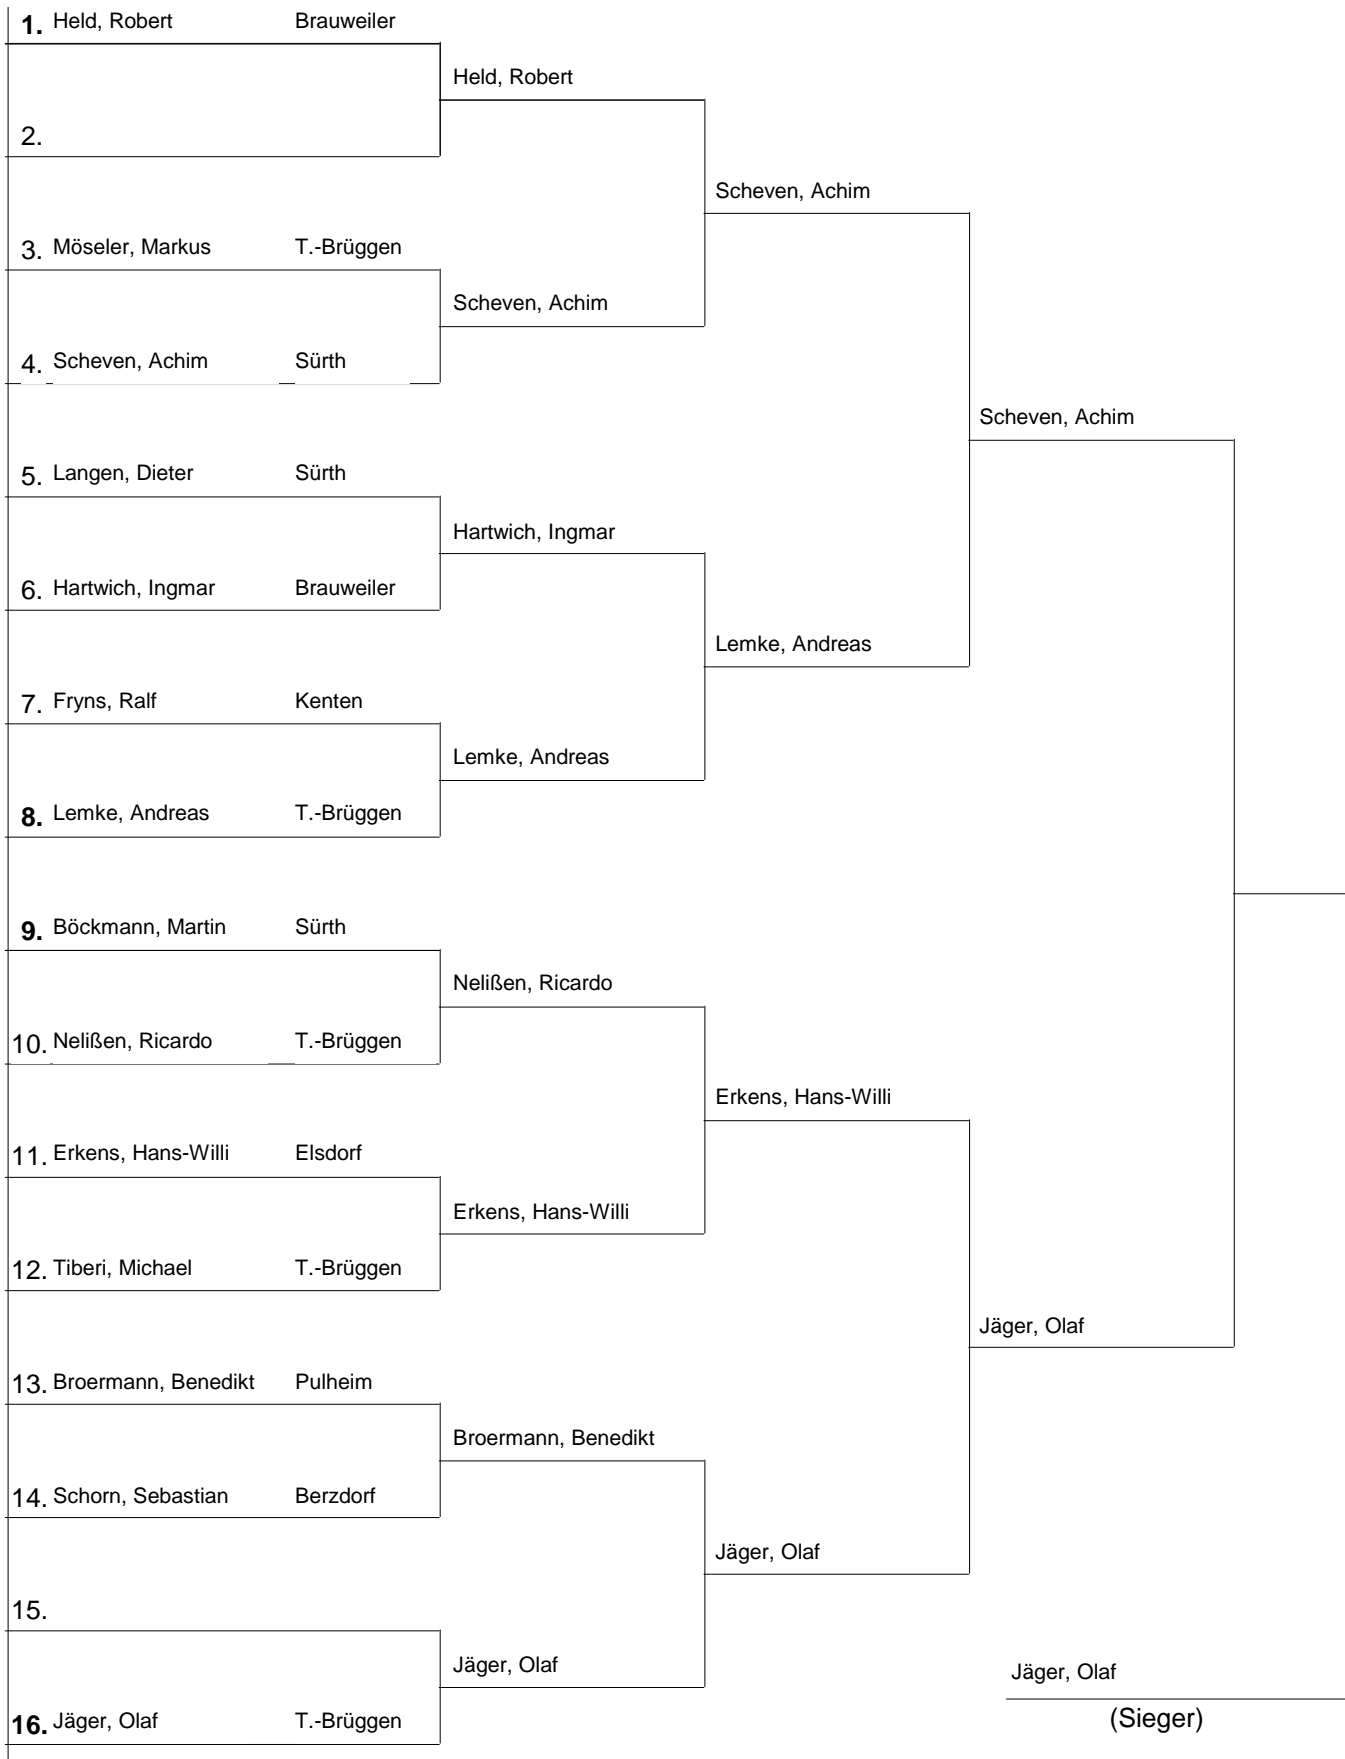 1. Held, Robert Brauweiler
Held, Robert
2.
Scheven, Achim
3. Möseler, Markus T.-Brüggen
Scheven, Achim
4. Scheven, Achim Sürth
Scheven, Achim
5. Langen, Dieter Sürth
Hartwich, Ingmar
6. Hartwich, Ingmar Brauweiler
Lemke, Andreas
7. Fryns, Ralf Kenten
Lemke, Andreas
8. Lemke, Andreas T.-Brüggen
9. Böckmann, Martin Sürth
Nelißen, Ricardo
10. Nelißen, Ricardo T.-Brüggen
Erkens, Hans-Willi
11. Erkens, Hans-Willi Elsdorf
Erkens, Hans-Willi
12. Tiberi, Michael T.-Brüggen
Jäger, Olaf
13. Broermann, Benedikt Pulheim
Broermann, Benedikt
14. Schorn, Sebastian Berzdorf
Jäger, Olaf
15.
Jäger, Olaf
Jäger, Olaf
16. Jäger, Olaf T.-Brüggen
(Sieger)